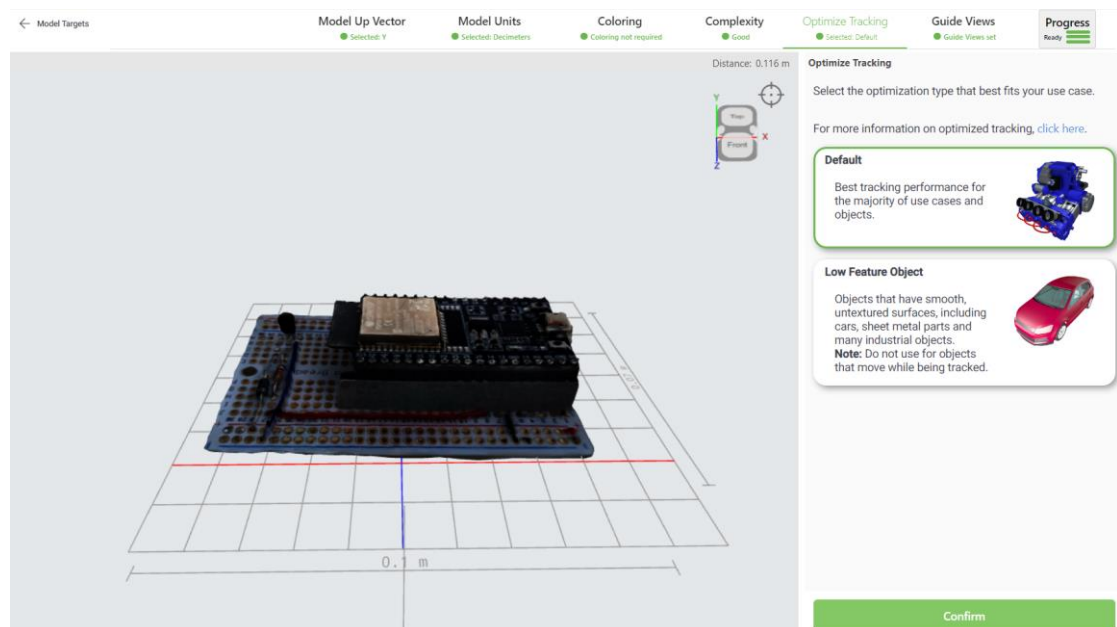 Model Targets
Model Up Vector
Selected: Y
Model Units
Selected: Decimeters
Coloring
Coloring not required
Complexity
Good
Optimize Tracking
Selected: Default
Guide Views
Guide Views set
Progress
Ready
Distance: 0.116 m
Y
X
Front
Z
0.1 m
Optimize Tracking
Select the optimization type that best fits your use case.
For more information on optimized tracking, click here.
Default
Best tracking performance for
the majority of use cases and
objects.
Low Feature Object
Objects that have smooth,
untextured surfaces, including
cars, sheet metal parts and
many industrial objects.
Note: Do not use for objects
that move while being tracked.
Confirm